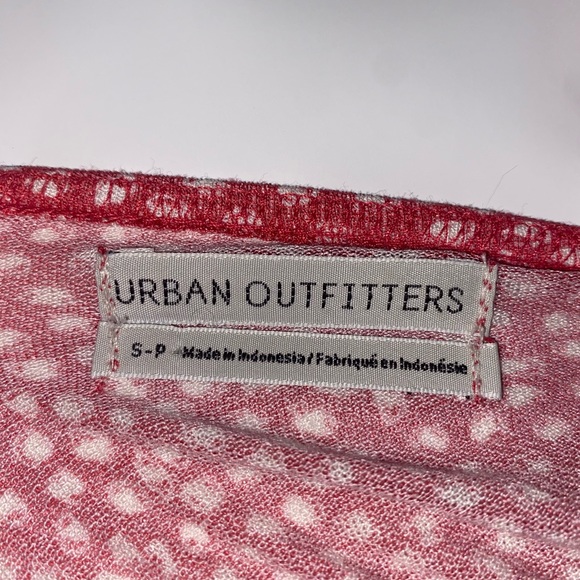 URBAN OUTFITTERS
S-P Made in Indonesia / Fabriqué en Indonésie